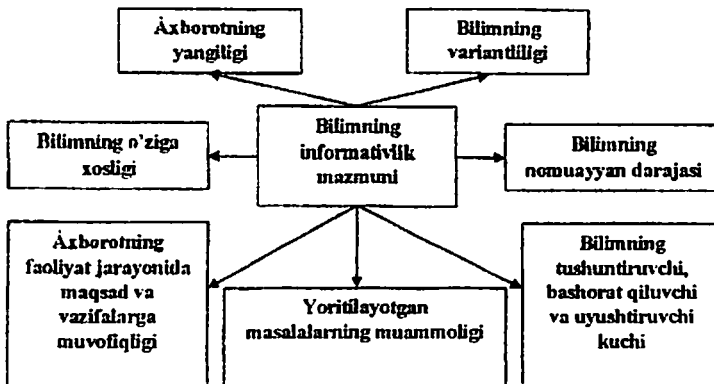 Axborotning
yangiligi
Bilimning
variantliligi
Bilimning o'ziga
xosligi
Bilimning
informativlik
mazmuni
Bilimning
nomuayyan darajasi
Axborotning
faoliyat jarayonida
maqsad va
vazifalarga
muvofiqligi
Yoritilayotgan
masalalarning muammoligi
Bilimning
tushuntiruvchi,
bashorat qiluvchi
va uyushtiruvchi
kuchi